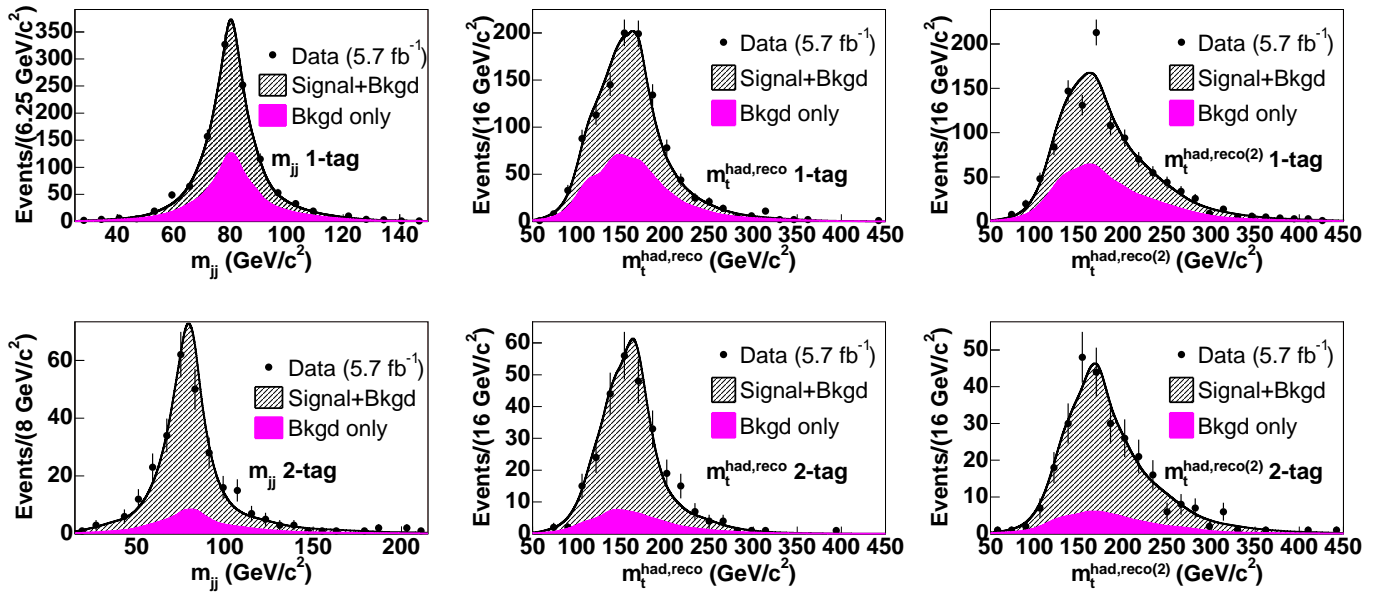 Events/(6.25 GeV/c²)
350
300
250
200
150
100
50
0
Data (5.7 fb⁻¹)
Signal+Bkgd
Bkgd only
m_jj 1-tag
40 60 80 100 120 140
m_jj (GeV/c²)
Events/(16 GeV/c²)
200
150
100
50
0
Data (5.7 fb⁻¹)
Signal+Bkgd
Bkgd only
m_t^had,reco 1-tag
50 100 150 200 250 300 350 400 450
m_t^had,reco (GeV/c²)
Events/(16 GeV/c²)
200
150
100
50
0
Data (5.7 fb⁻¹)
Signal+Bkgd
Bkgd only
m_t^had,reco(2) 1-tag
50 100 150 200 250 300 350 400 450
m_t^had,reco(2) (GeV/c²)
Events/(8 GeV/c²)
60
40
20
0
Data (5.7 fb⁻¹)
Signal+Bkgd
Bkgd only
m_jj 2-tag
50 100 150 200
m_jj (GeV/c²)
Events/(16 GeV/c²)
60
50
40
30
20
10
0
Data (5.7 fb⁻¹)
Signal+Bkgd
Bkgd only
m_t^had,reco 2-tag
50 100 150 200 250 300 350 400 450
m_t^had,reco (GeV/c²)
Events/(16 GeV/c²)
50
40
30
20
10
0
Data (5.7 fb⁻¹)
Signal+Bkgd
Bkgd only
m_t^had,reco(2) 2-tag
50 100 150 200 250 300 350 400 450
m_t^had,reco(2) (GeV/c²)